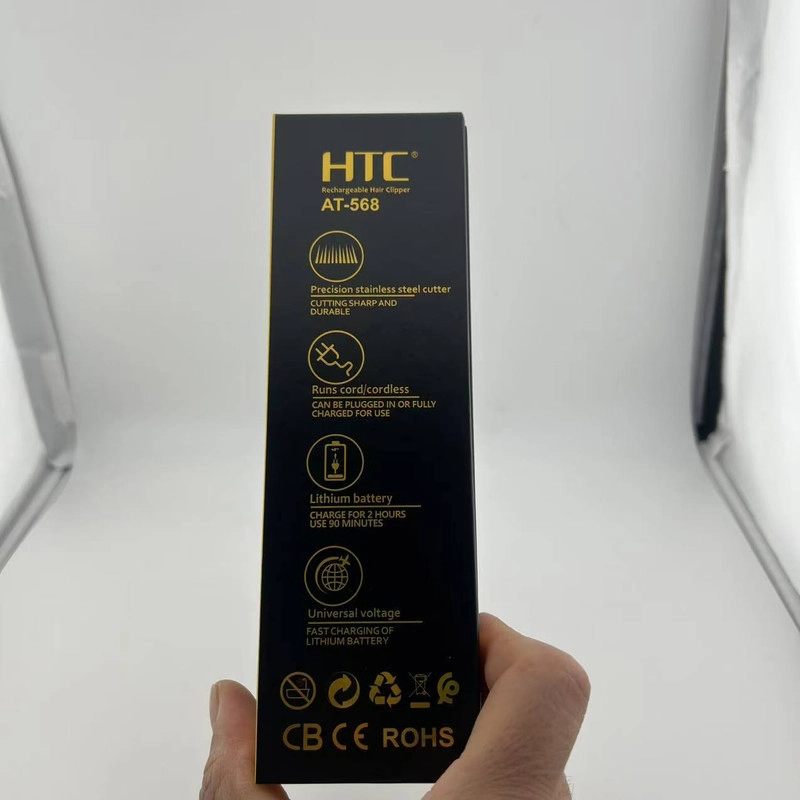 HTC®
Rechargeable Hair Clipper
AT-568
Precision stainless steel cutter
CUTTING SHARP AND
DURABLE
Runs cord/cordless
CAN BE PLUGGED IN OR FULLY
CHARGED FOR USE
Lithium battery
CHARGE FOR 2 HOURS
USE 90 MINUTES
Universal voltage
FAST CHARGING OF
LITHIUM BATTERY
CB CE ROHS